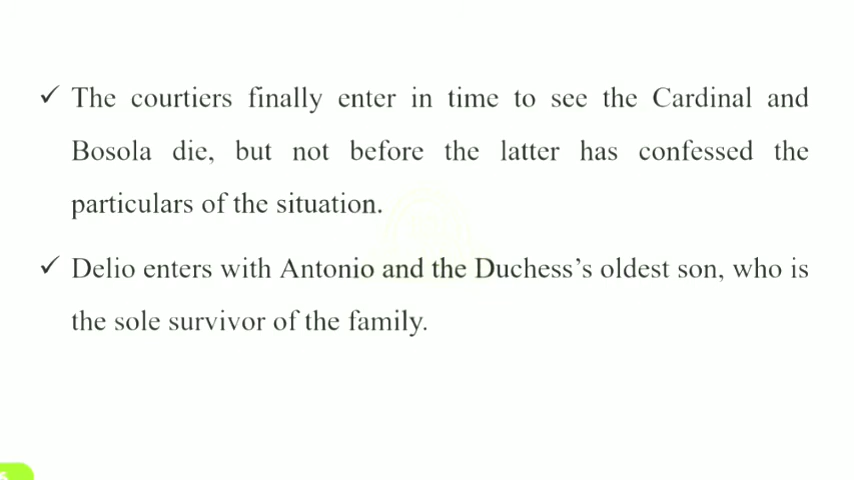 ✓ The courtiers finally enter in time to see the Cardinal and
Bosola die, but not before the latter has confessed the
particulars of the situation.
✓ Delio enters with Antonio and the Duchess’s oldest son, who is
the sole survivor of the family.